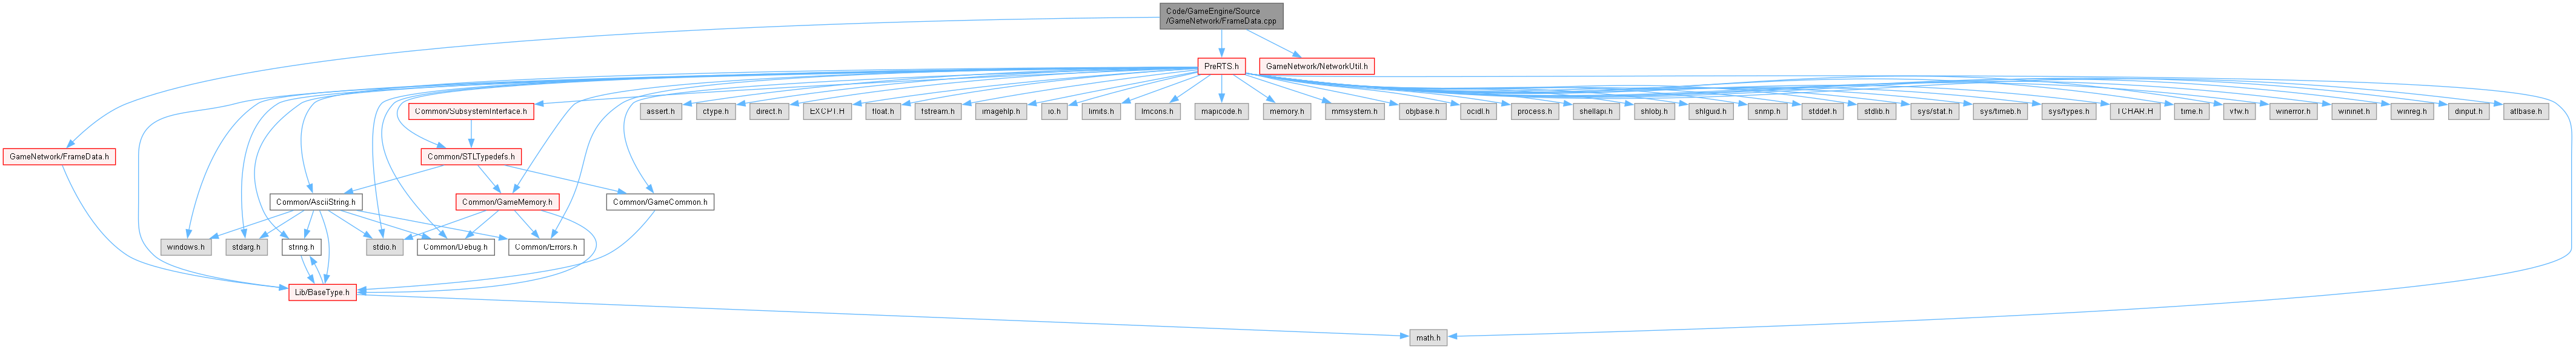 Code/GameEngine/Source
/GameNetwork/FrameData.cpp
PreRTS.h
GameNetwork/NetworkUtil.h
Common/SubsystemInterface.h
assert.h
ctype.h
direct.h
EXCPT.H
float.h
fstream.h
imagehlp.h
io.h
limits.h
lmcons.h
mapicode.h
memory.h
mmsystem.h
objbase.h
ocidl.h
process.h
shellapi.h
shlobj.h
shlguid.h
snmp.h
stddef.h
stdlib.h
sys/stat.h
sys/timeb.h
sys/types.h
TCHAR.H
time.h
vfw.h
winerror.h
wininet.h
winreg.h
dinput.h
atlbase.h
GameNetwork/FrameData.h
Common/STLTypedefs.h
Common/AsciiString.h
Common/GameMemory.h
Common/GameCommon.h
windows.h
stdarg.h
string.h
stdio.h
Common/Debug.h
Common/Errors.h
Lib/BaseType.h
math.h